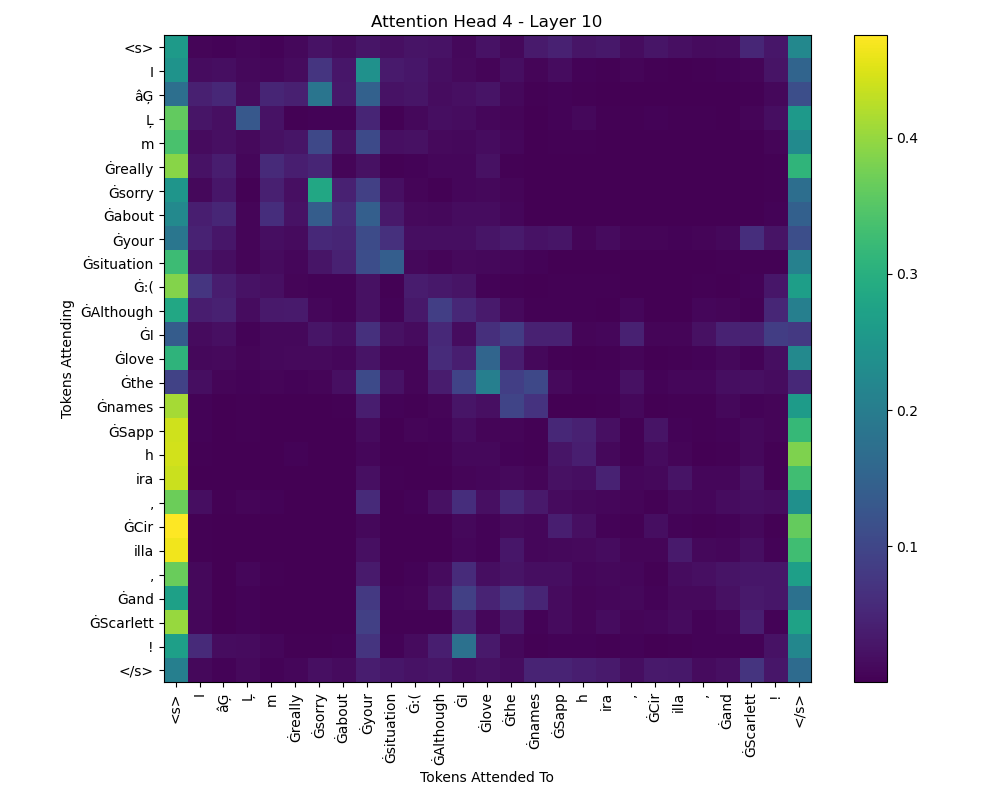 Attention Head 4 - Layer 10
<s>
I
âĢ
Ļ
m
Ġreally
Ġsorry
Ġabout
Ġyour
Ġsituation
Ġ:(
ĠAlthough
ĠI
Ġlove
Ġthe
Ġnames
ĠSapp
h
ira
,
ĠCir
illa
,
Ġand
ĠScarlett
!
</s>
Tokens Attending
<s>
I
âĢ
Ļ
m
Ġreally
Ġsorry
Ġabout
Ġyour
Ġsituation
Ġ:(
ĠAlthough
ĠI
Ġlove
Ġthe
Ġnames
ĠSapp
h
ira
,
ĠCir
illa
,
Ġand
ĠScarlett
!
</s>
Tokens Attended To
0.4
0.3
0.2
0.1